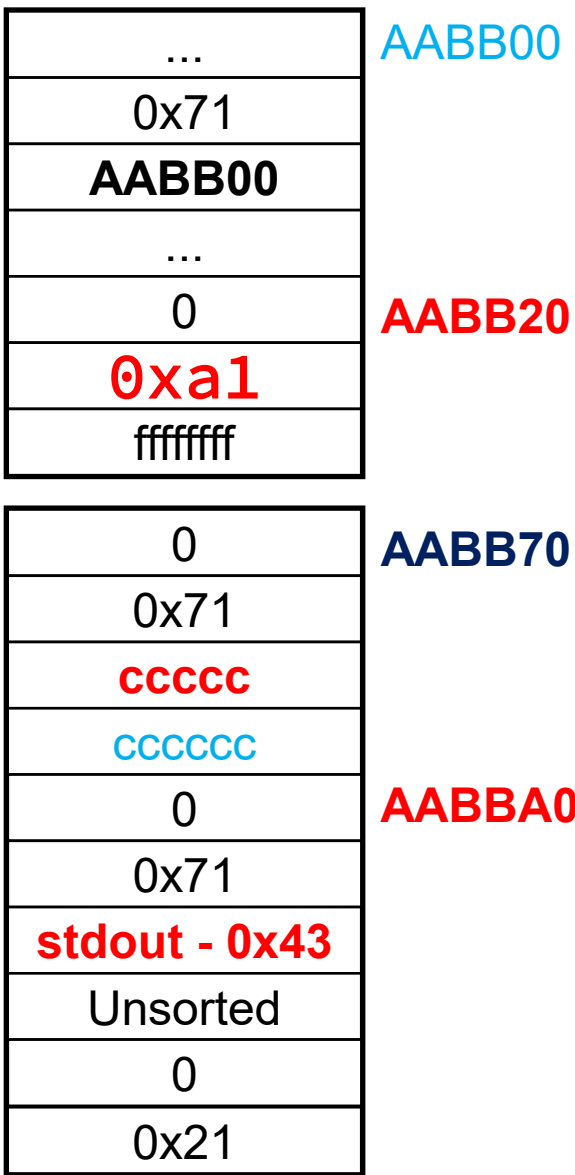 ... AABB00
0x71
AABB00
...
0 AABB20
0xa1
ffffffff
0 AABB70
0x71
ccccc
cccccc
0 AABBA0
0x71
stdout - 0x43
Unsorted
0
0x21